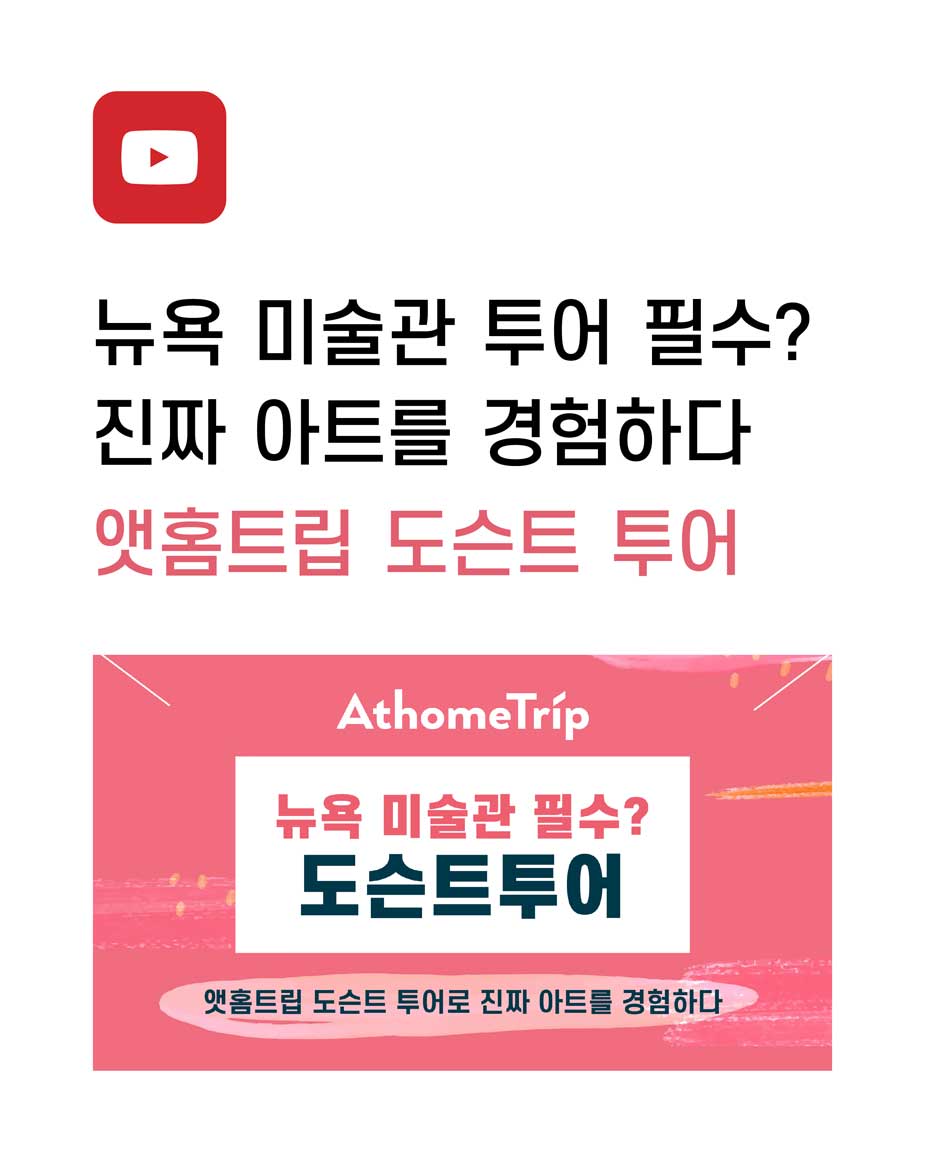 뉴욕 미술관 투어 필수?
진짜 아트를 경험하다
앳홈트립 도슨트 투어
AthomeTríp
뉴욕 미술관 필수?
도슨트투어
앳홈트립 도슨트 투어로 진짜 아트를 경험하다